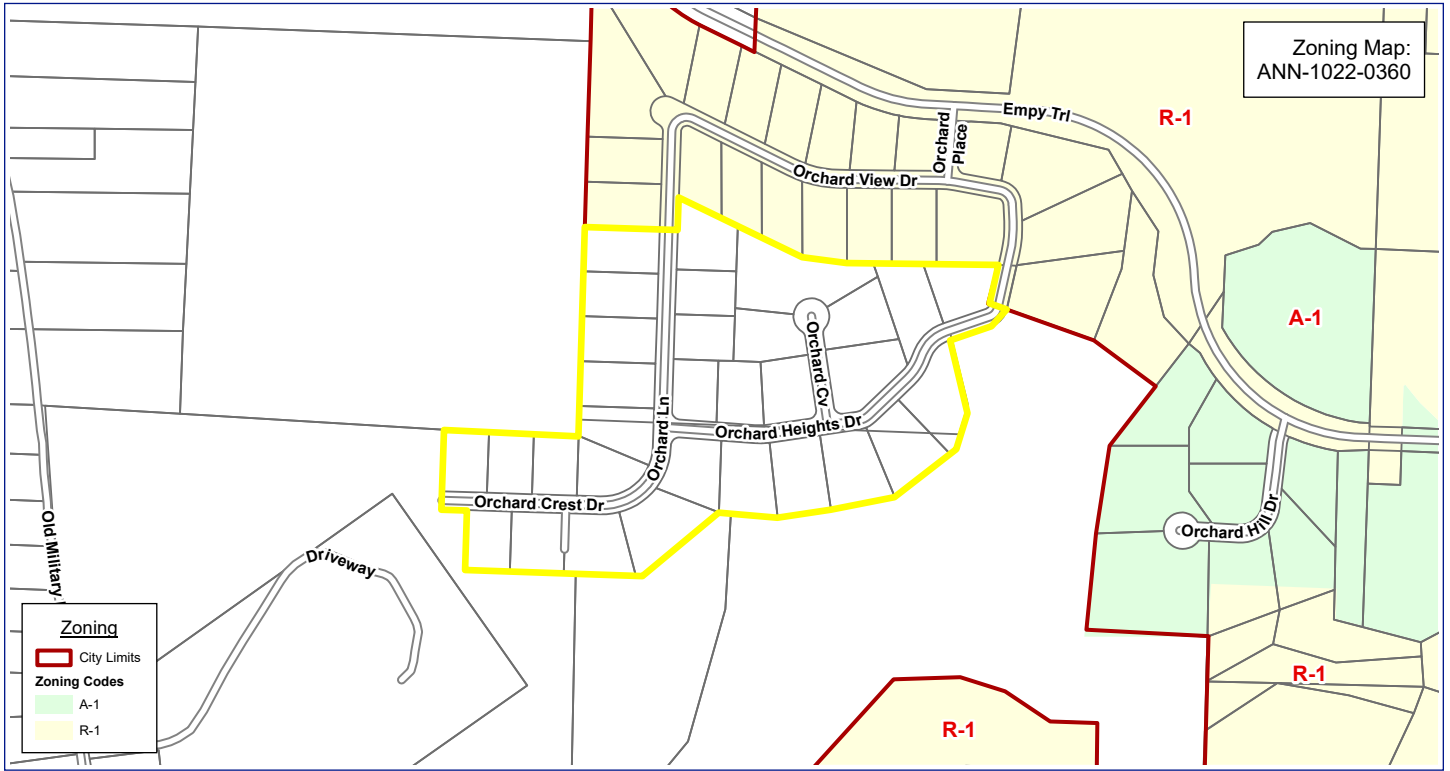 Zoning Map:
ANN-1022-0360
Empy Trl
R-1
Orchard
Place
Orchard View Dr
A-1
Orchard Cv
Orchard Ln
Orchard Heights Dr
Orchard Crest Dr
Orchard Hill Dr
Old Military
Driveway
R-1
R-1
Zoning
City Limits
Zoning Codes
A-1
R-1